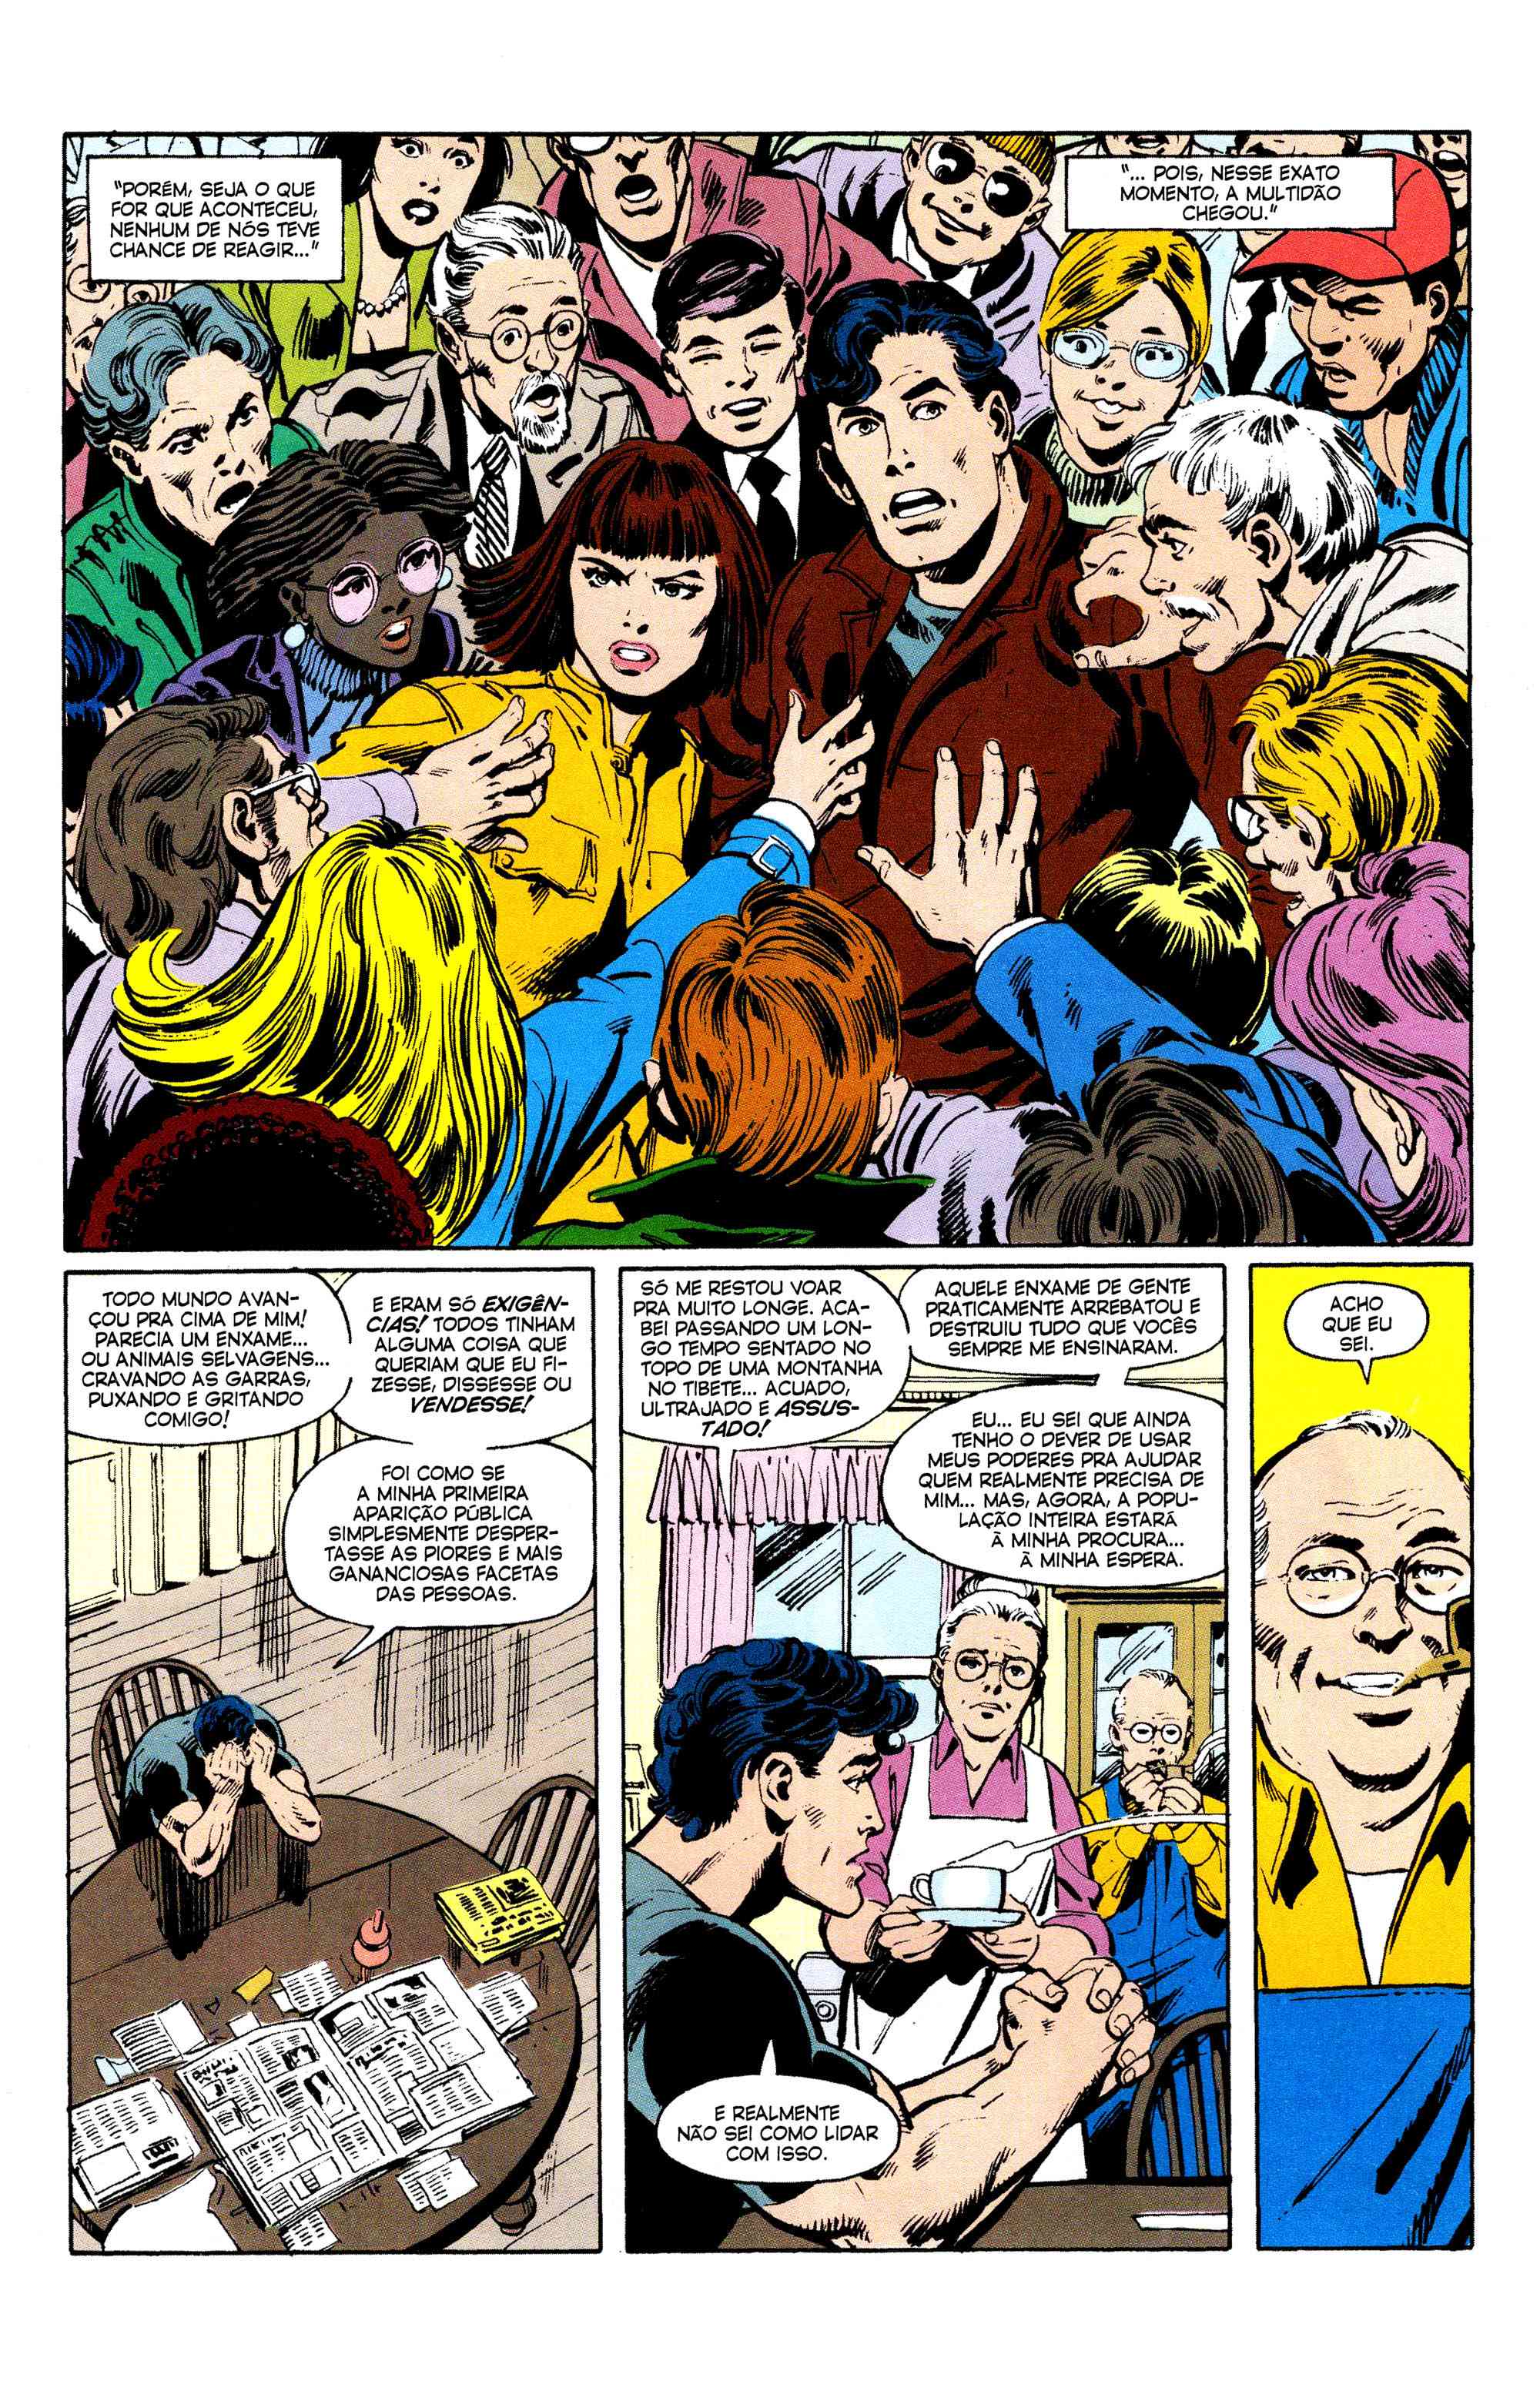 "PORÉM, SEJA O QUE
FOR QUE ACONTECEU,
NENHUM DE NÓS TEVE
CHANCE DE REAGIR..."
"... POIS, NESSE EXATO
MOMENTO, A MULTIDÃO
CHEGOU."
TODO MUNDO AVAN-
ÇOU PRA CIMA DE MIM!
PARECIA UM ENXAME...
OU ANIMAIS SELVAGENS...
CRAVANDO AS GARRAS,
PUXANDO E GRITANDO
COMIGO!
E ERAM SÓ EXIGÊN-
CIAS! TODOS TINHAM
ALGUMA COISA QUE
QUERIAM QUE EU FI-
ZESSE, DISSESSE OU
VENDESSE!
FOI COMO SE
A MINHA PRIMEIRA
APARIÇÃO PÚBLICA
SIMPLESMENTE DESPER-
TASSE AS PIORES E MAIS
GANANCIOSAS FACETAS
DAS PESSOAS.
SÓ ME RESTOU VOAR
PRA MUITO LONGE. ACA-
BEI PASSANDO UM LON-
GO TEMPO SENTADO NO
TOPO DE UMA MONTANHA
NO TIBETE... ACUADO,
ULTRAJADO E ASSUS-
TADO!
AQUELE ENXAME DE GENTE
PRATICAMENTE ARREBATOU E
DESTRUIU TUDO QUE VOCÊS
SEMPRE ME ENSINARAM.
EU... EU SEI QUE AINDA
TENHO O DEVER DE USAR
MEUS PODERES PRA AJUDAR
QUEM REALMENTE PRECISA DE
MIM... MAS, AGORA, A POPU-
LAÇÃO INTEIRA ESTARÁ
À MINHA PROCURA...
À MINHA ESPERA.
E REALMENTE
NÃO SEI COMO LIDAR
COM ISSO.
ACHO
QUE EU
SEI.